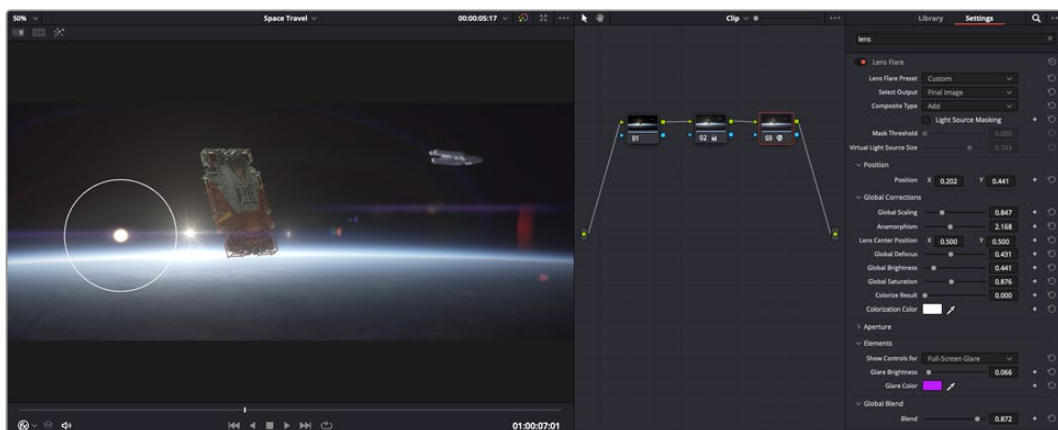 50%
Space Travel
00:00:05:17
Clip
Library
Settings
lens
Lens Flare
Lens Flare Preset Custom
Select Output Final Image
Composite Type Add
Light Source Masking
Mask Threshold 0.000
Virtual Light Source Size 0.743
Position
Position X 0.202 Y 0.441
Global Corrections
Global Scaling 0.847
Anamorphism 2.168
Lens Center Position X 0.500 Y 0.500
Global Defocus 0.431
Global Brightness 0.441
Global Saturation 0.876
Colorize Result 0.000
Colorization Color
Aperture
Elements
Show Controls for Full-Screen Glare
Glare Brightness 0.066
Glare Color
Global Blend
Blend 0.872
01
02
03
01:00:07:01